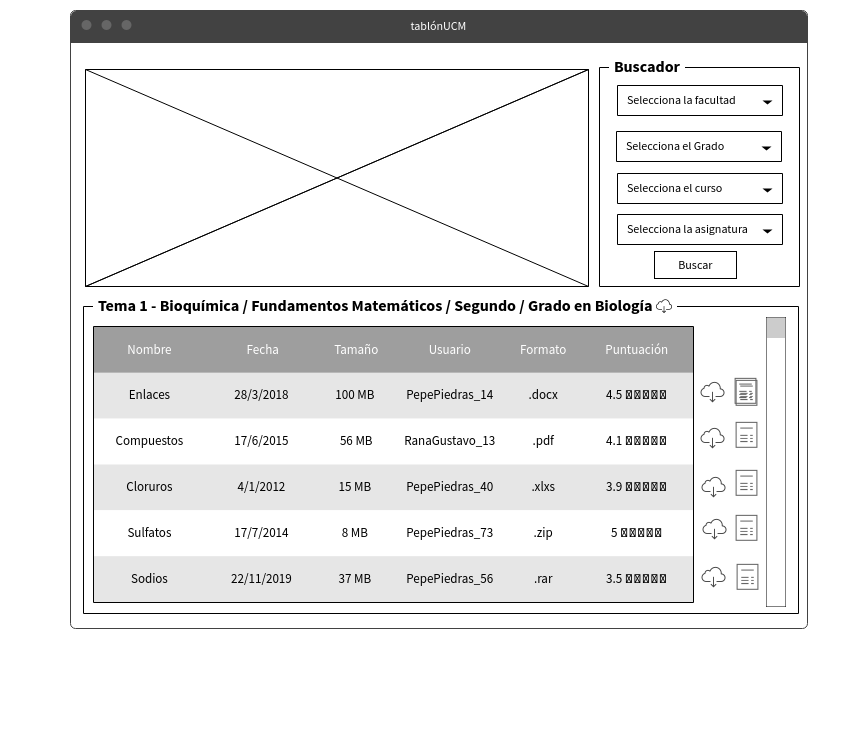 tablónUCM
Buscador
Selecciona la facultad
Selecciona el Grado
Selecciona el curso
Selecciona la asignatura
Buscar
Tema 1 - Bioquímica / Fundamentos Matemáticos / Segundo / Grado en Biología
Nombre Fecha Tamaño Usuario Formato Puntuación
Enlaces 28/3/2018 100 MB PepePiedras_14 .docx 4.5
Compuestos 17/6/2015 56 MB RanaGustavo_13 .pdf 4.1
Cloruros 4/1/2012 15 MB PepePiedras_40 .xlxs 3.9
Sulfatos 17/7/2014 8 MB PepePiedras_73 .zip 5
Sodios 22/11/2019 37 MB PepePiedras_56 .rar 3.5